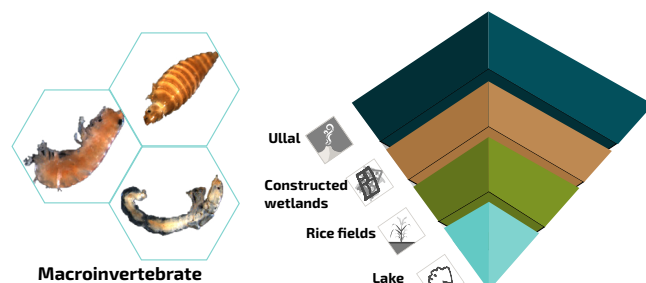 Ullal
Constructed
wetlands
Rice fields
Lake
Macroinvertebrate